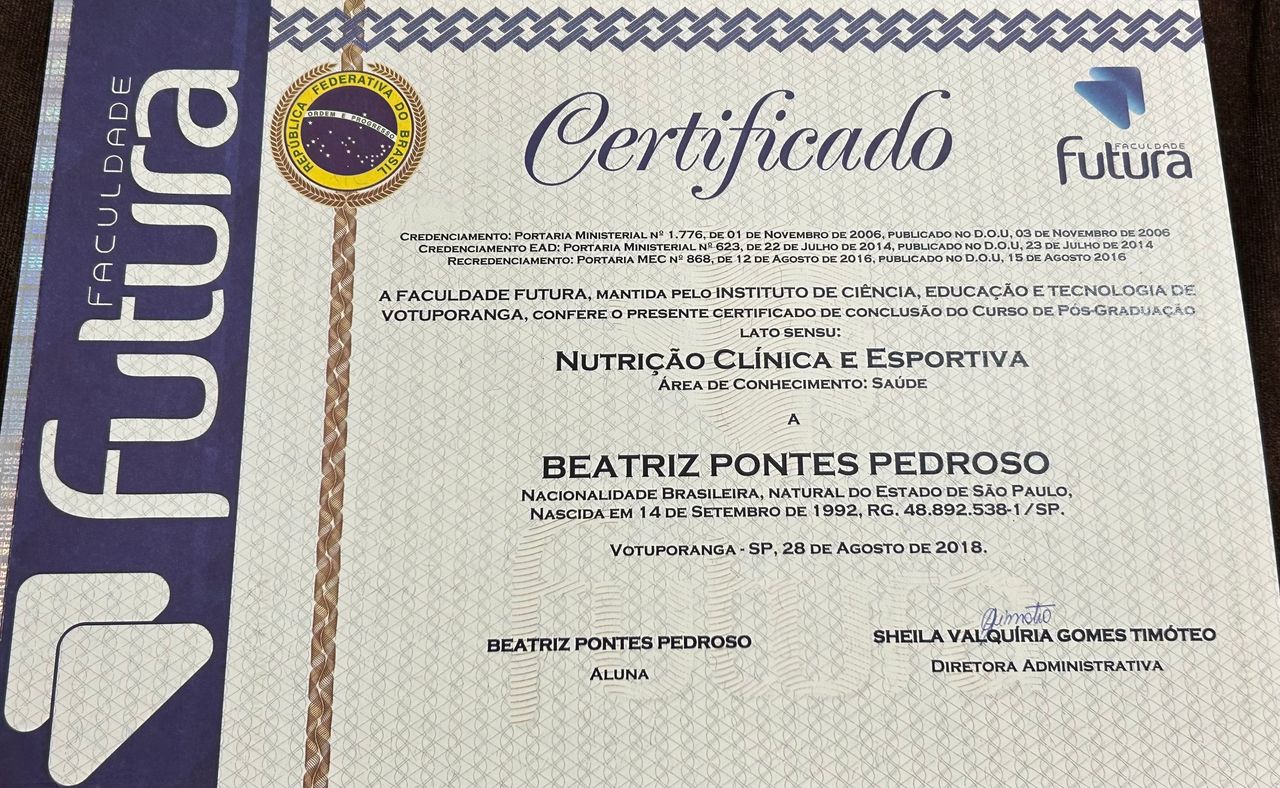 FACULDADE
futura
REPÚBLICA FEDERATIVA DO BRASIL
ORDEM E PROGRESSO
Certificado
FACULDADE
futura
CREDENCIAMENTO: PORTARIA MINISTERIAL Nº 1.776, DE 01 DE NOVEMBRO DE 2006, PUBLICADO NO D.O.U, 03 DE NOVEMBRO DE 2006
CREDENCIAMENTO EAD: PORTARIA MINISTERIAL Nº 623, DE 22 DE JULHO DE 2014, PUBLICADO NO D.O.U, 23 DE JULHO DE 2014
RECREDENCIAMENTO: PORTARIA MEC Nº 868, DE 12 DE AGOSTO DE 2016, PUBLICADO NO D.O.U, 15 DE AGOSTO 2016
A FACULDADE FUTURA, MANTIDA PELO INSTITUTO DE CIÊNCIA, EDUCAÇÃO E TECNOLOGIA DE
VOTUPORANGA, CONFERE O PRESENTE CERTIFICADO DE CONCLUSÃO DO CURSO DE PÓS-GRADUAÇÃO
LATO SENSU:
NUTRIÇÃO CLÍNICA E ESPORTIVA
ÁREA DE CONHECIMENTO: SAÚDE
A
BEATRIZ PONTES PEDROSO
NACIONALIDADE BRASILEIRA, NATURAL DO ESTADO DE SÃO PAULO,
NASCIDA EM 14 DE SETEMBRO DE 1992, RG. 48.892.538-1/SP.
VOTUPORANGA - SP, 28 DE AGOSTO DE 2018.
BEATRIZ PONTES PEDROSO
ALUNA
SHEILA VALQUÍRIA GOMES TIMÓTEO
DIRETORA ADMINISTRATIVA